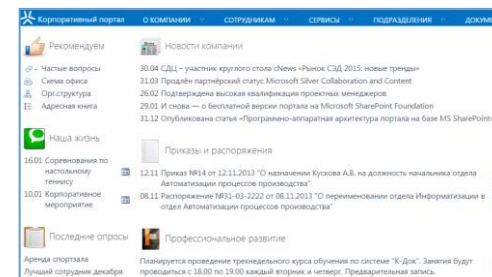 Корпоративный портал
О КОМПАНИИ
СОТРУДНИКАМ
СЕРВИСЫ
ПОДРАЗДЕЛЕНИЯ
ДОКУМЕ
Рекомендуем
Частые вопросы
Схема офиса
Орг.структура
Адресная книга
Новости компании
30.04 СДЦ – участник круглого стола cNews «Рынок СЭД 2015: новые тренды»
31.03 Продлён партнёрский статус Microsoft Silver Collaboration and Content
26.02 Подтверждена высокая квалификация проектных менеджеров
29.01 И снова — о бесплатной версии портала на Microsoft SharePoint Foundation
31.12 Опубликована статья «Программно-аппаратная архитектура портала на базе MS SharePoint»
Наша жизнь
16.01 Соревнования по
настольному
теннису
10.01 Корпоративное
мероприятие
Приказы и распоряжения
12.11 Приказ №14 от 12.11.2013 "О назначении Кускова А.В. на должность начальника отдела
Автоматизации процессов производства"
08.11 Распоряжение №31-03-2222 от 08.11.2013 "О переименовании отдела Информатизации в
отдел Автоматизации процессов производства"
Последние опросы
Аренда спортзала
Лучший сотрудник декабря
Профессиональное развитие
Планируется проведение трехнедельного курса обучения по системе "К-Док". Занятия будут
проводиться с 18.00 по 19.00 каждый вторник и четверг. Предварительная запись.